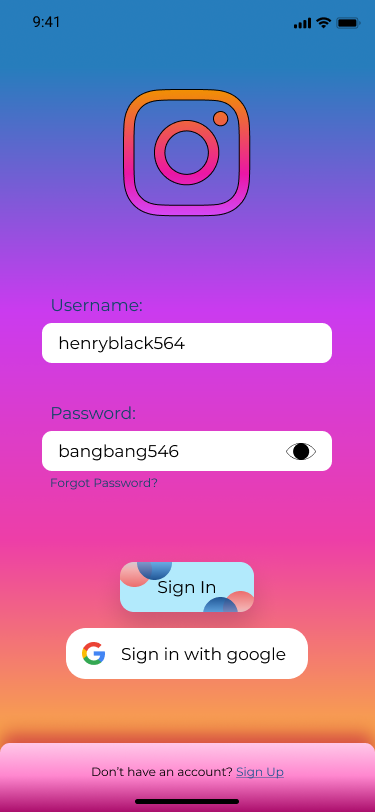 9:41
Username:
henryblack564
Password:
bangbang546
Forgot Password?
Sign In
Sign in with google
Don’t have an account? Sign Up